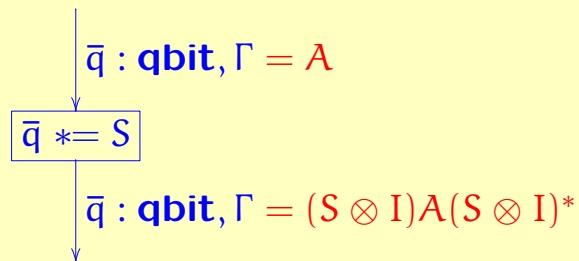 q̄ : qbit, Γ = A
q̄ *= S
q̄ : qbit, Γ = (S ⊗ I)A(S ⊗ I)*